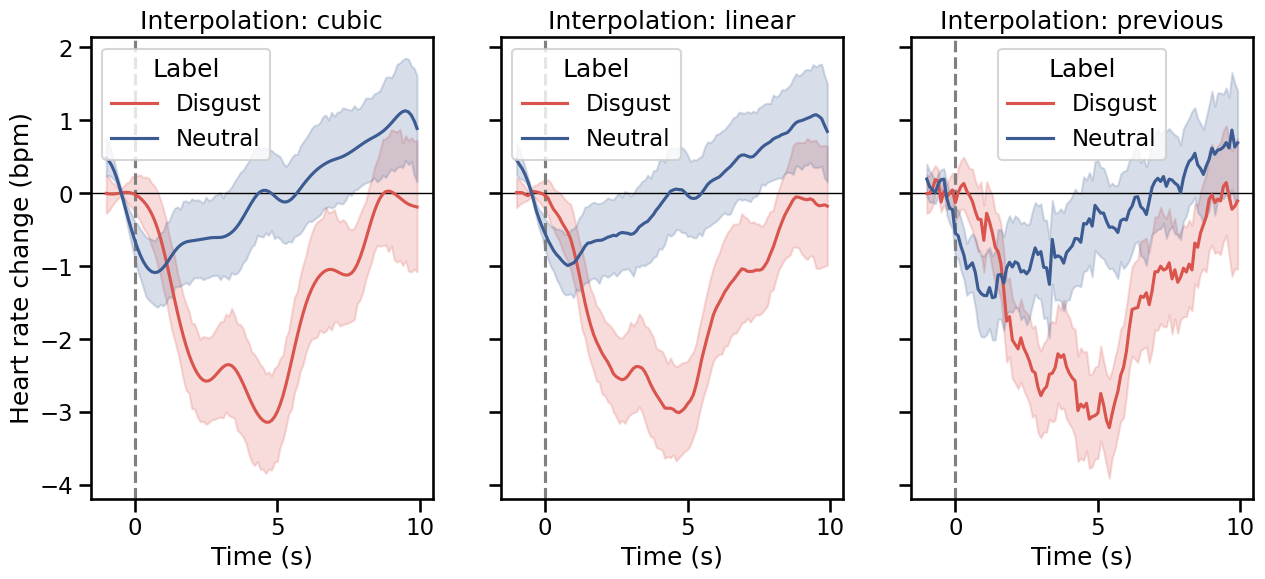 Interpolation: cubic
Interpolation: linear
Interpolation: previous
Heart rate change (bpm)
2
1
0
−1
−2
−3
−4
Label
Disgust
Neutral
0
5
10
Time (s)
Label
Disgust
Neutral
0
5
10
Time (s)
Label
Disgust
Neutral
0
5
10
Time (s)